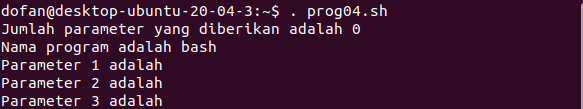 dofan@desktop-ubuntu-20-04-3:~$ . prog04.sh
Jumlah parameter yang diberikan adalah 0
Nama program adalah bash
Parameter 1 adalah
Parameter 2 adalah
Parameter 3 adalah